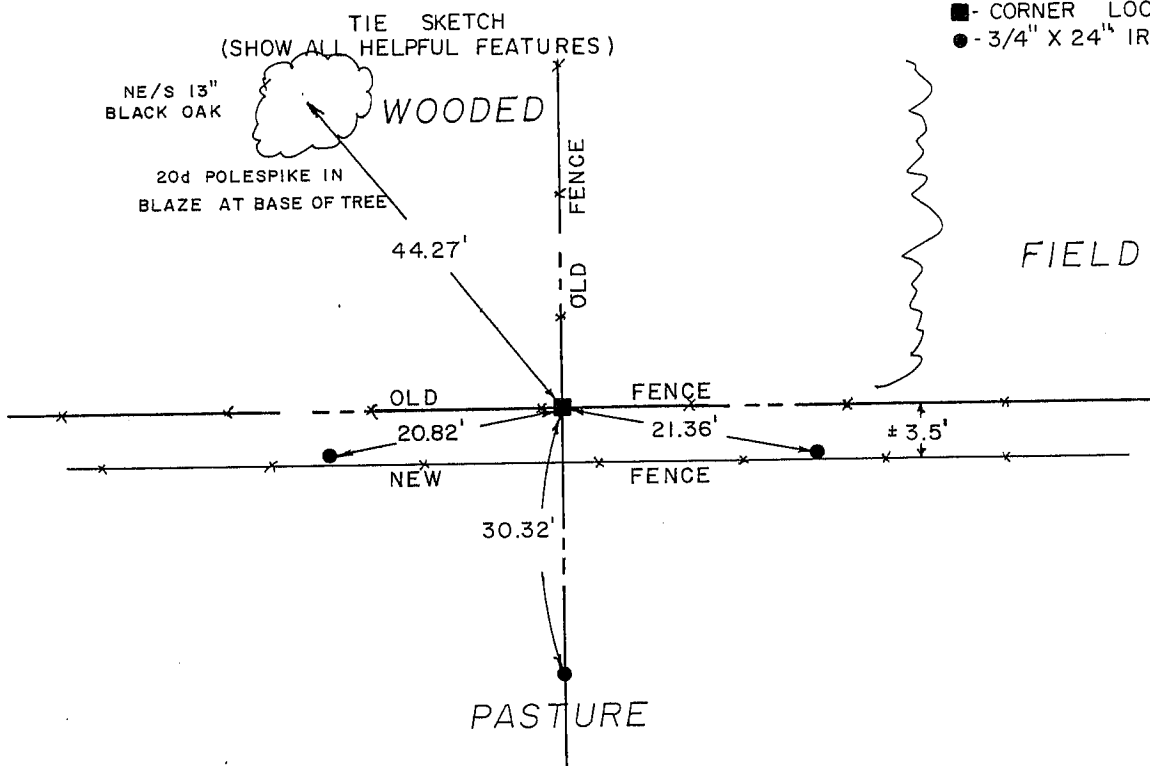 TIE SKETCH
(SHOW ALL HELPFUL FEATURES)
■- CORNER LOC
●- 3/4" X 24" IR
NE/S 13"
BLACK OAK
WOODED
20d POLESPIKE IN
BLAZE AT BASE OF TREE
OLD FENCE
44.27'
FIELD
OLD FENCE
20.82' 21.36' ± 3.5'
NEW FENCE
30.32'
PASTURE